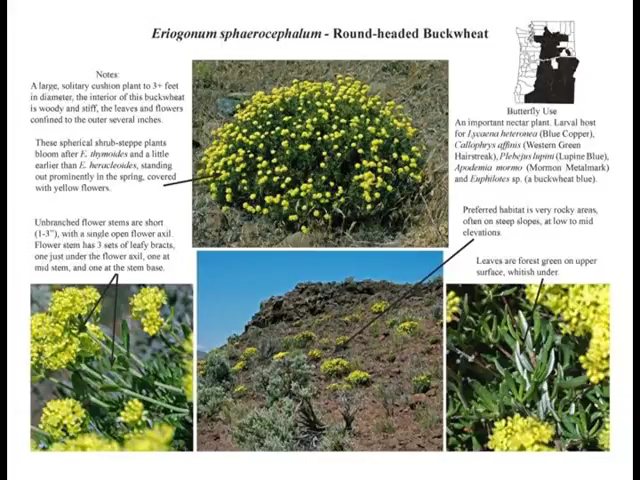 Eriogonum sphaerocephalum - Round-headed Buckwheat
Notes:
A large, solitary cushion plant to 3+ feet
in diameter, the interior of this buckwheat
is woody and stiff, the leaves and flowers
confined to the outer several inches.
These spherical shrub-steppe plants
bloom after E. thymoides and a little
earlier than E. heracleoides, standing
out prominently in the spring, covered
with yellow flowers.
Unbranched flower stems are short
(1-3"), with a single open flower axil.
Flower stem has 3 sets of leafy bracts,
one just under the flower axil, one at
mid stem, and one at the stem base.
Butterfly Use
An important nectar plant. Larval host
for Lycaena heteronea (Blue Copper),
Callophrys affinis (Western Green
Hairstreak), Plebejus lupini (Lupine Blue),
Apodemia mormo (Mormon Metalmark)
and Euphilotes sp. (a buckwheat blue).
Preferred habitat is very rocky areas,
often on steep slopes, at low to mid
elevations.
Leaves are forest green on upper
surface, whitish under.